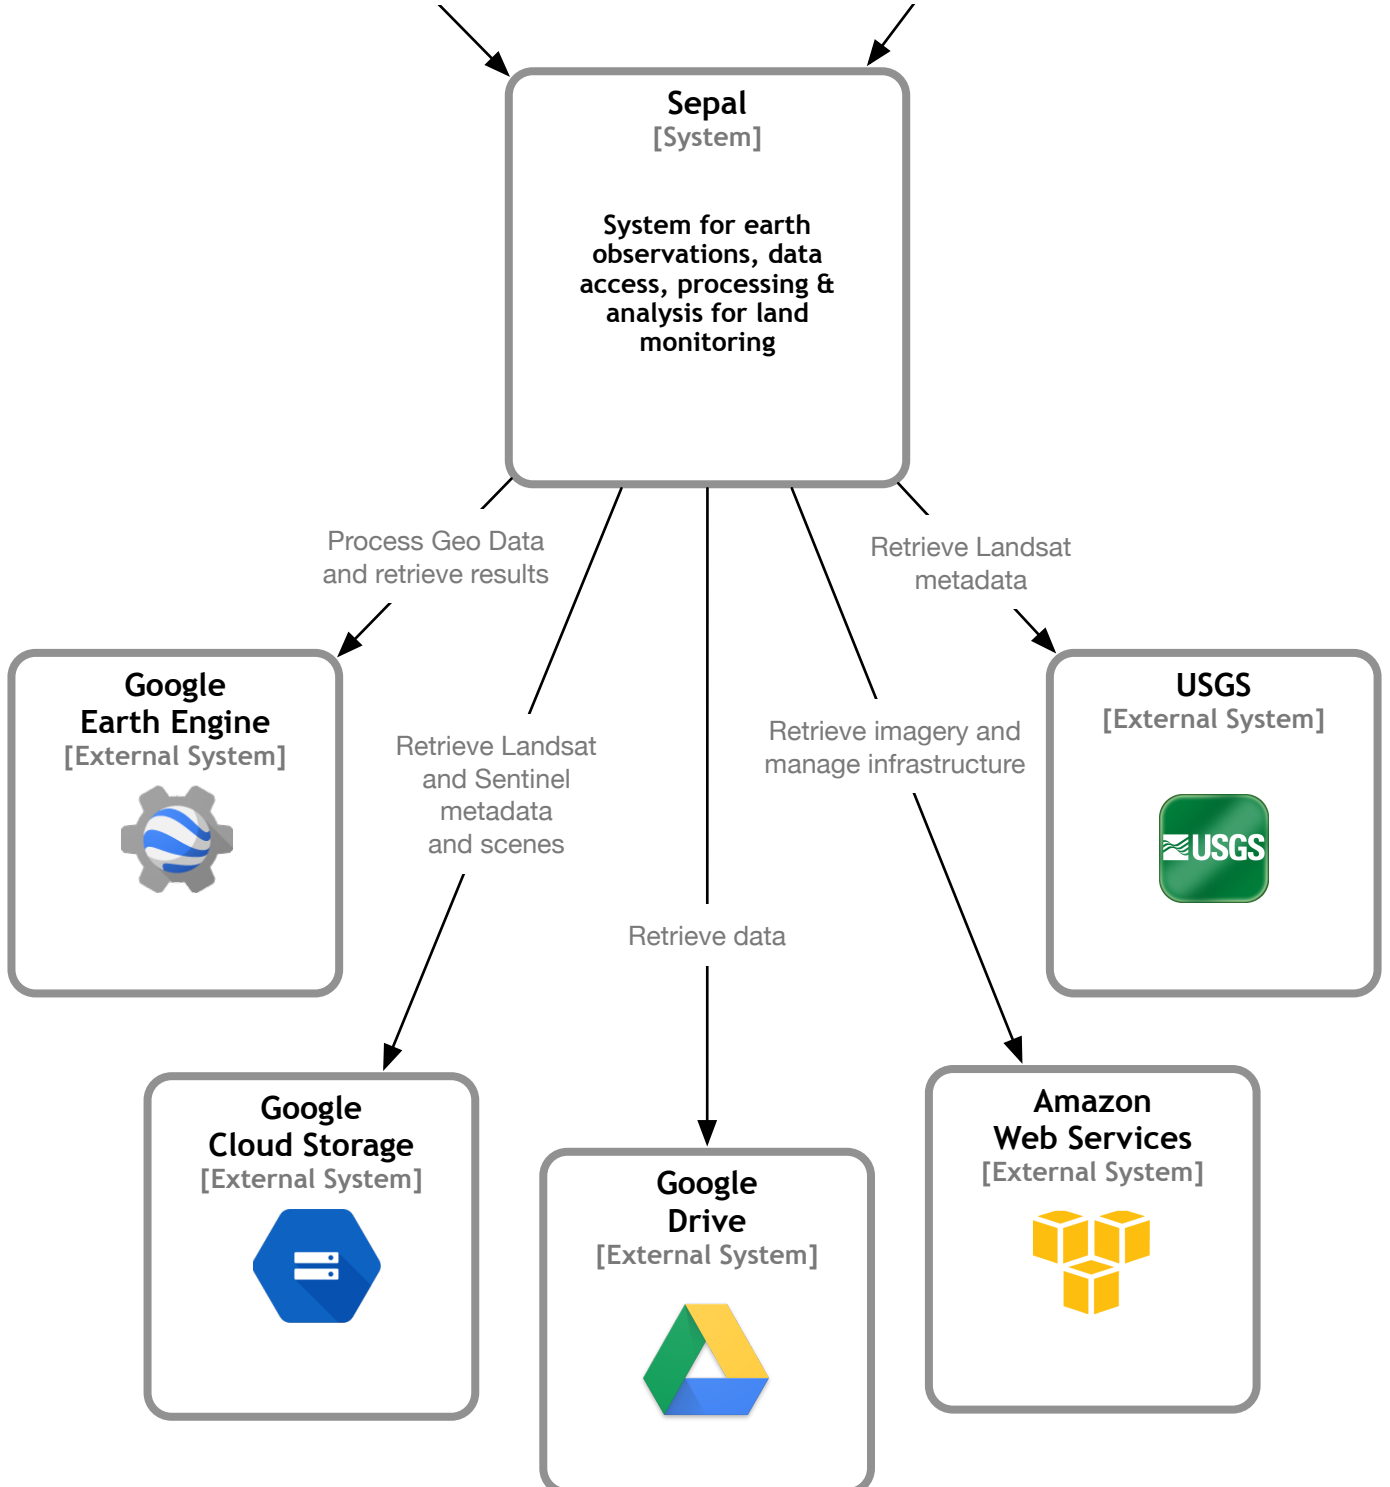 Sepal
[System]
System for earth
observations, data
access, processing &
analysis for land
monitoring
Process Geo Data
and retrieve results
Retrieve Landsat
metadata
Google
Earth Engine
[External System]
Retrieve Landsat
and Sentinel
metadata
and scenes
Retrieve imagery and
manage infrastructure
USGS
[External System]
USGS
Retrieve data
Google
Cloud Storage
[External System]
Google
Drive
[External System]
Amazon
Web Services
[External System]